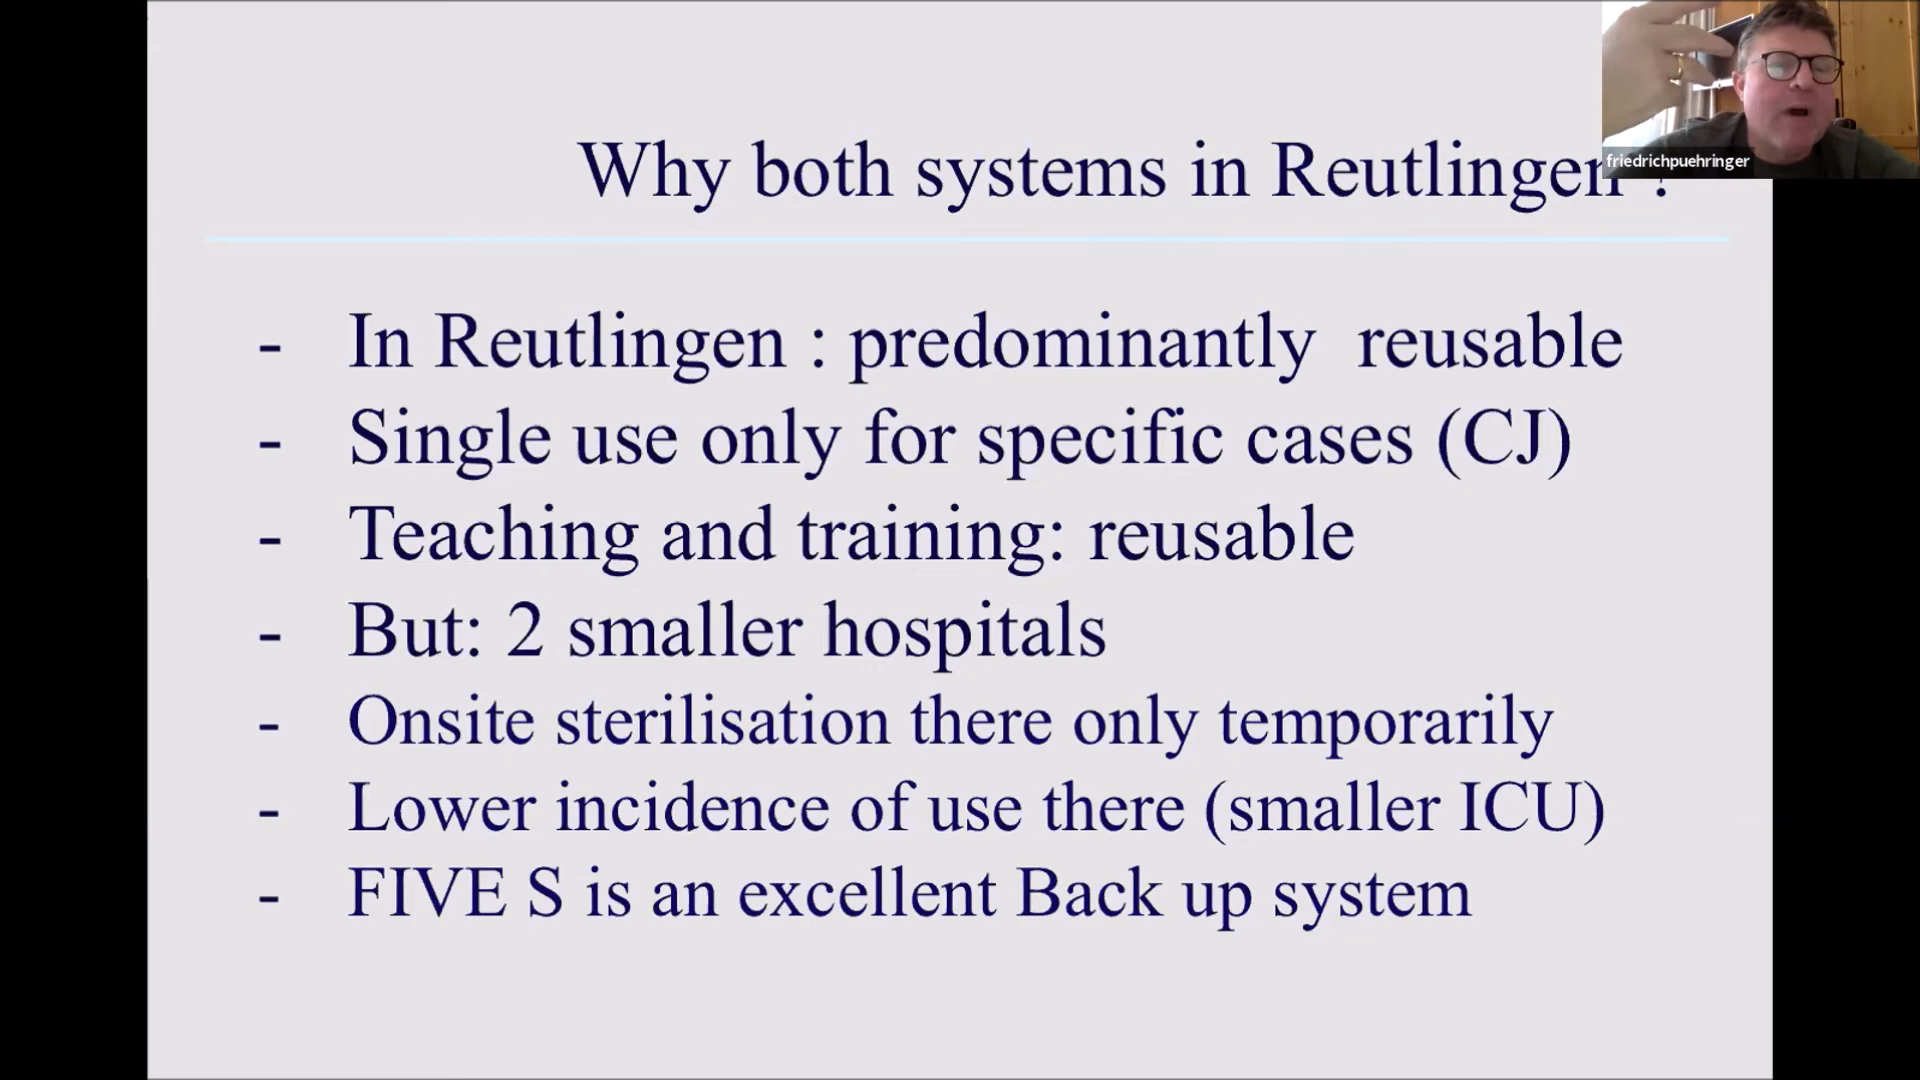 friedrichpuehringer
Why both systems in Reutlingen ?
- In Reutlingen : predominantly reusable
- Single use only for specific cases (CJ)
- Teaching and training: reusable
- But: 2 smaller hospitals
- Onsite sterilisation there only temporarily
- Lower incidence of use there (smaller ICU)
- FIVE S is an excellent Back up system